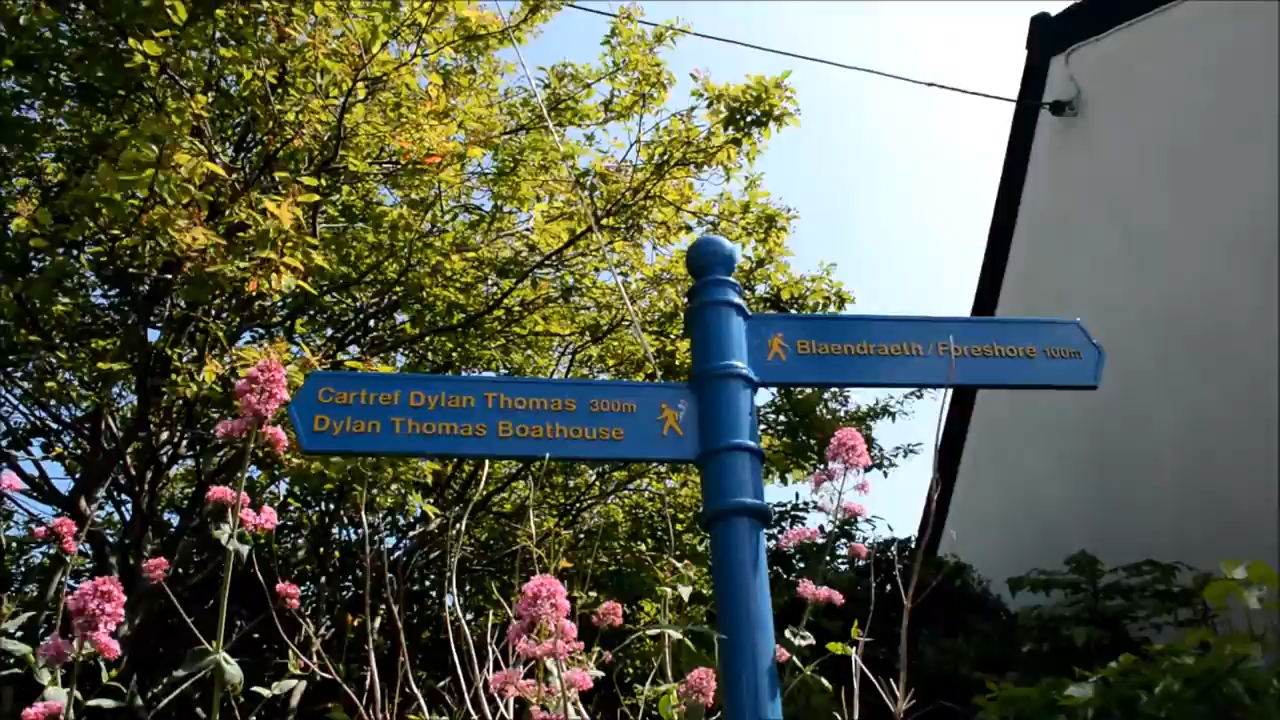 Cartref Dylan Thomas 300m
Dylan Thomas Boathouse
Blaendraeth / Foreshore 100m